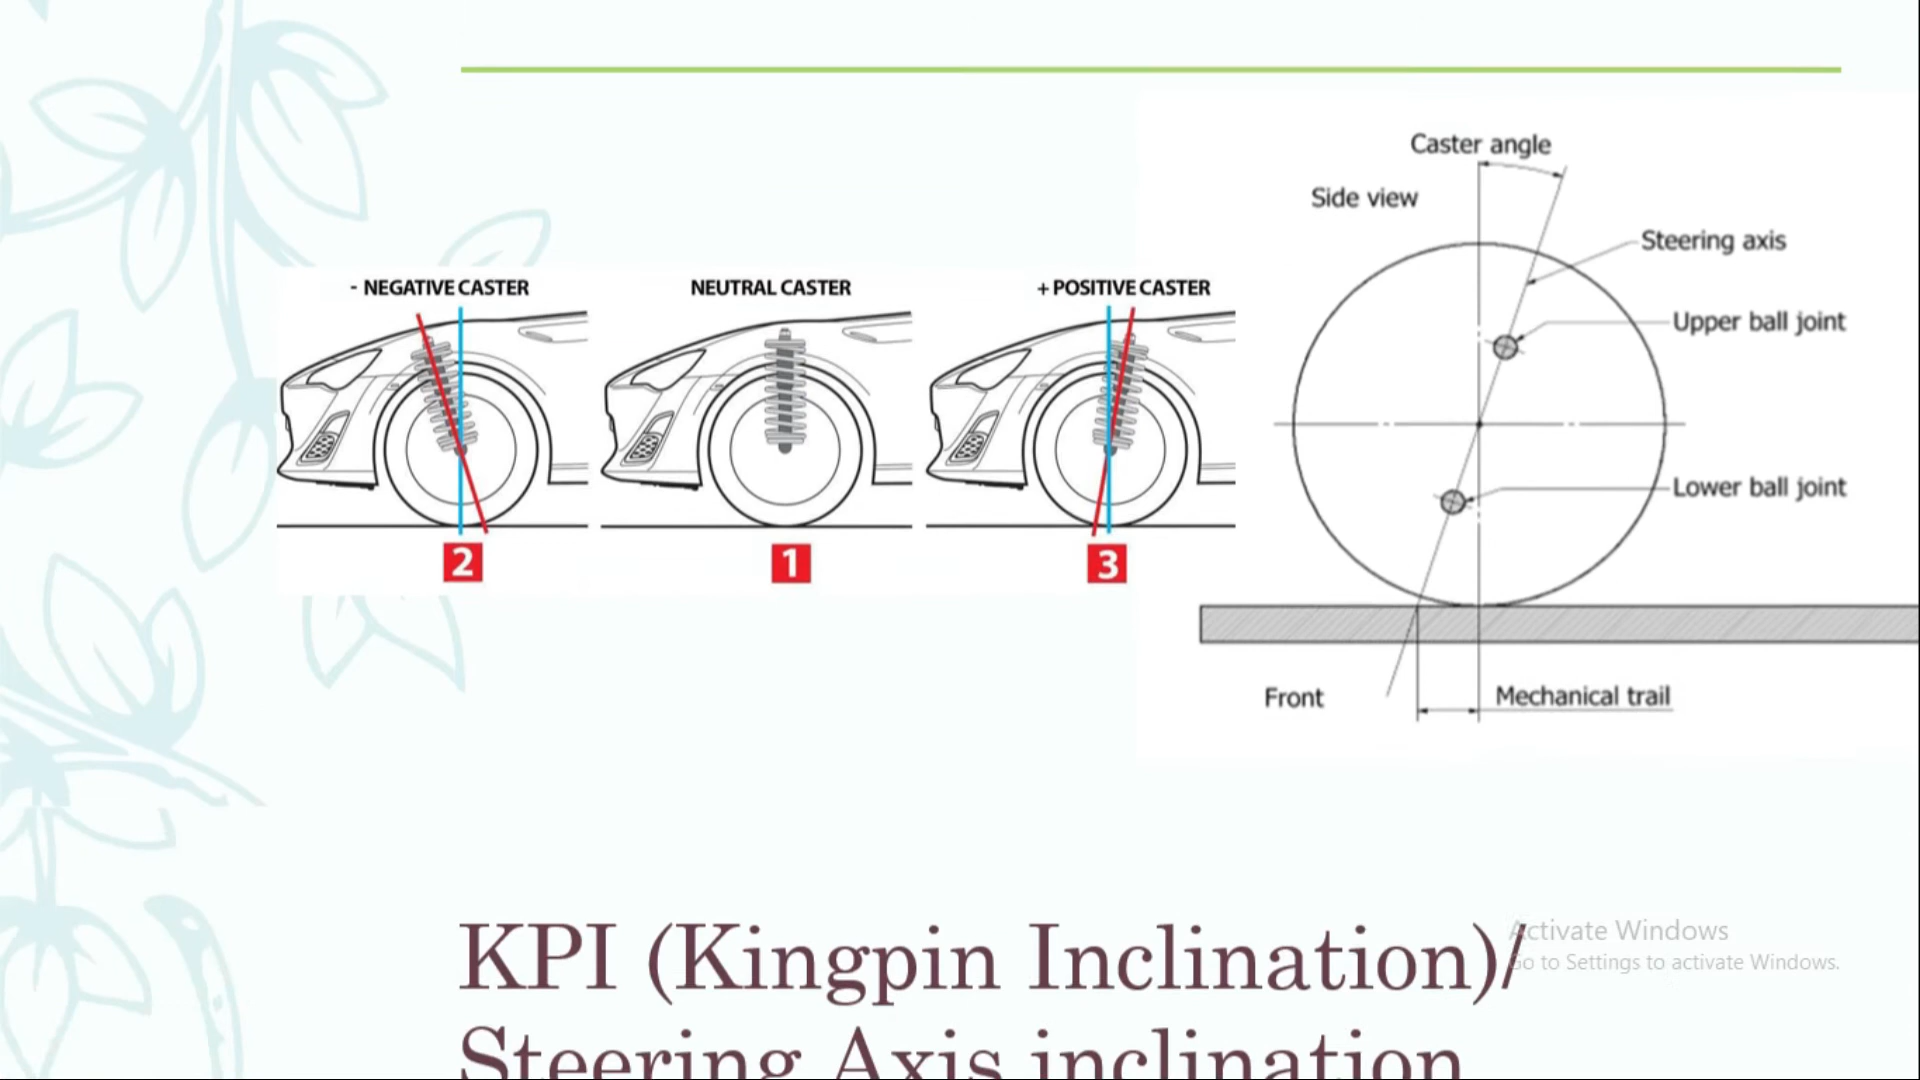 - NEGATIVE CASTER
NEUTRAL CASTER
+ POSITIVE CASTER
2
1
3
Caster angle
Side view
Steering axis
Upper ball joint
Lower ball joint
Front
Mechanical trail
KPI (Kingpin Inclination)/
Steering Axis inclination
Activate Windows
Go to Settings to activate Windows.